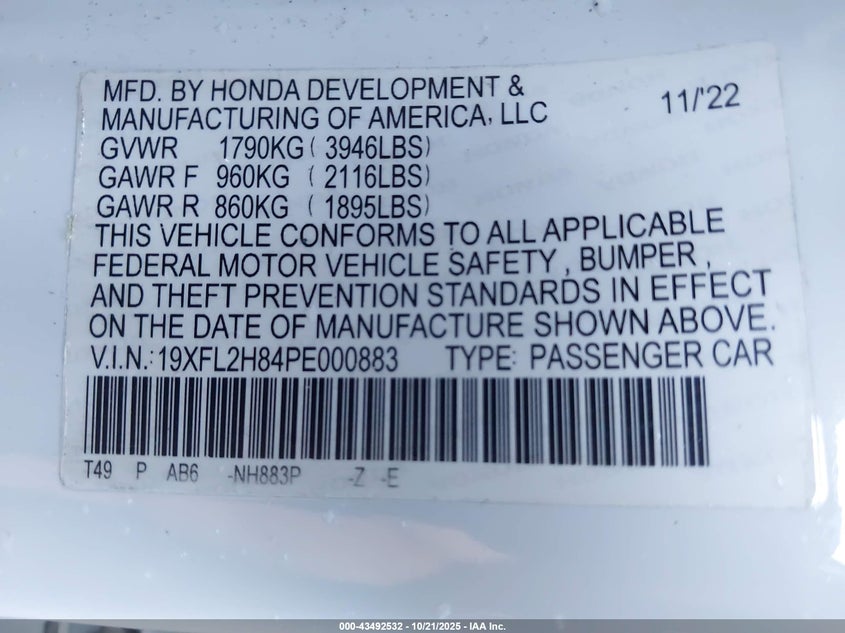 MFD. BY HONDA DEVELOPMENT &
MANUFACTURING OF AMERICA, LLC 11/'22
GVWR 1790KG ( 3946LBS)
GAWR F 960KG ( 2116LBS)
GAWR R 860KG ( 1895LBS)
THIS VEHICLE CONFORMS TO ALL APPLICABLE
FEDERAL MOTOR VEHICLE SAFETY , BUMPER ,
AND THEFT PREVENTION STANDARDS IN EFFECT
ON THE DATE OF MANUFACTURE SHOWN ABOVE.
V.I.N.: 19XFL2H84PE000883 TYPE: PASSENGER CAR
T49 P AB6 -NH883P -Z -E
000-43492532 - 10/21/2025 - IAA Inc.